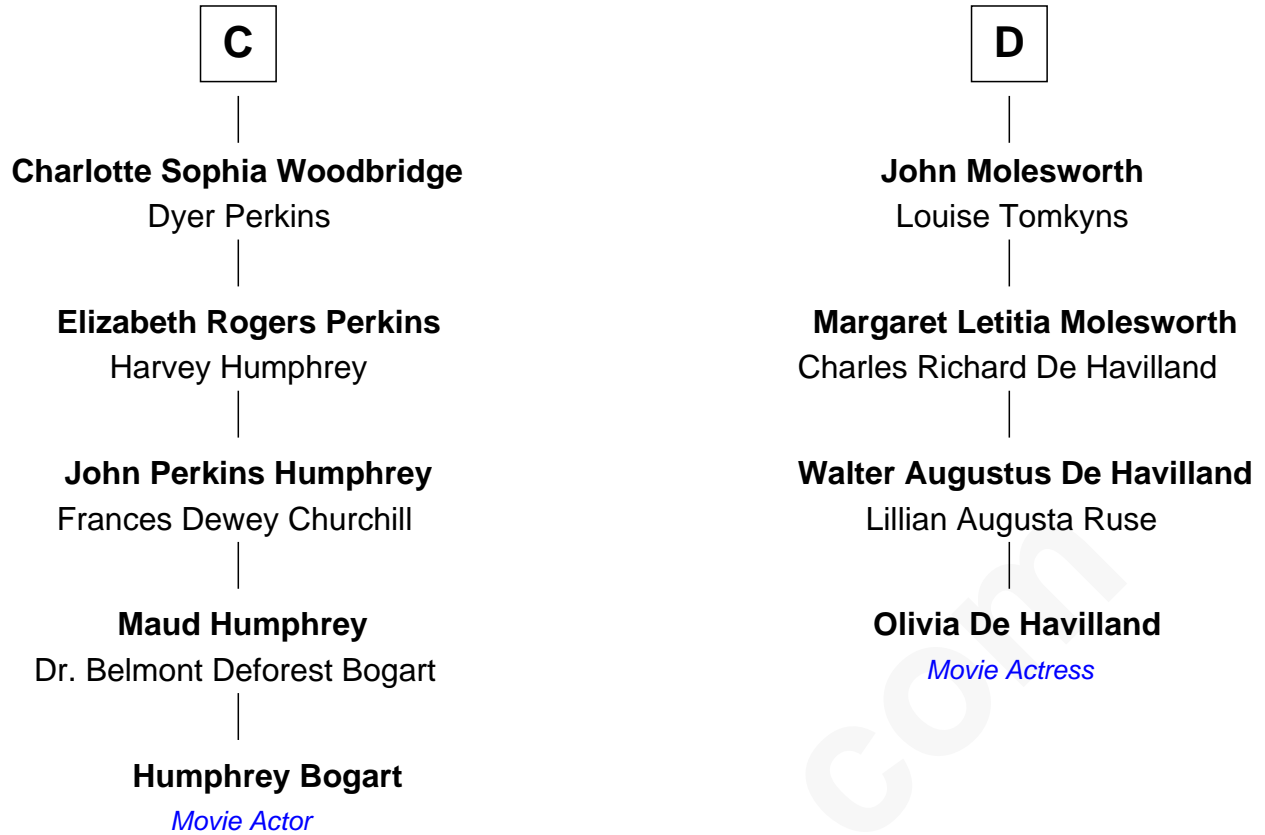 C
Charlotte Sophia Woodbridge
Dyer Perkins
Elizabeth Rogers Perkins
Harvey Humphrey
John Perkins Humphrey
Frances Dewey Churchill
Maud Humphrey
Dr. Belmont Deforest Bogart
Humphrey Bogart
Movie Actor
D
John Molesworth
Louise Tomkyns
Margaret Letitia Molesworth
Charles Richard De Havilland
Walter Augustus De Havilland
Lillian Augusta Ruse
Olivia De Havilland
Movie Actress
com